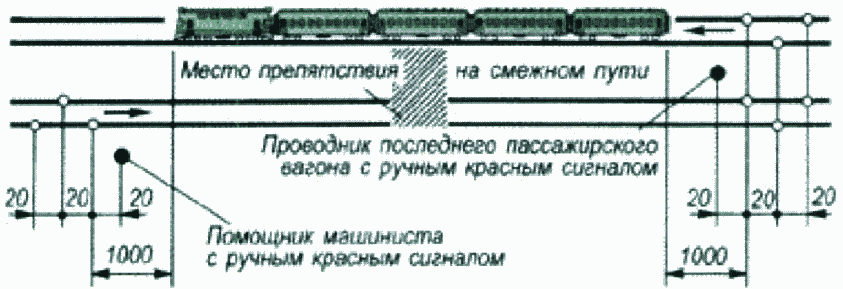 Место препятствия на смежном пути
Проводник последнего пассажирского
вагона с ручным красным сигналом
20 20 20 20 20 20
Помощник машиниста
с ручным красным сигналом
1000 1000